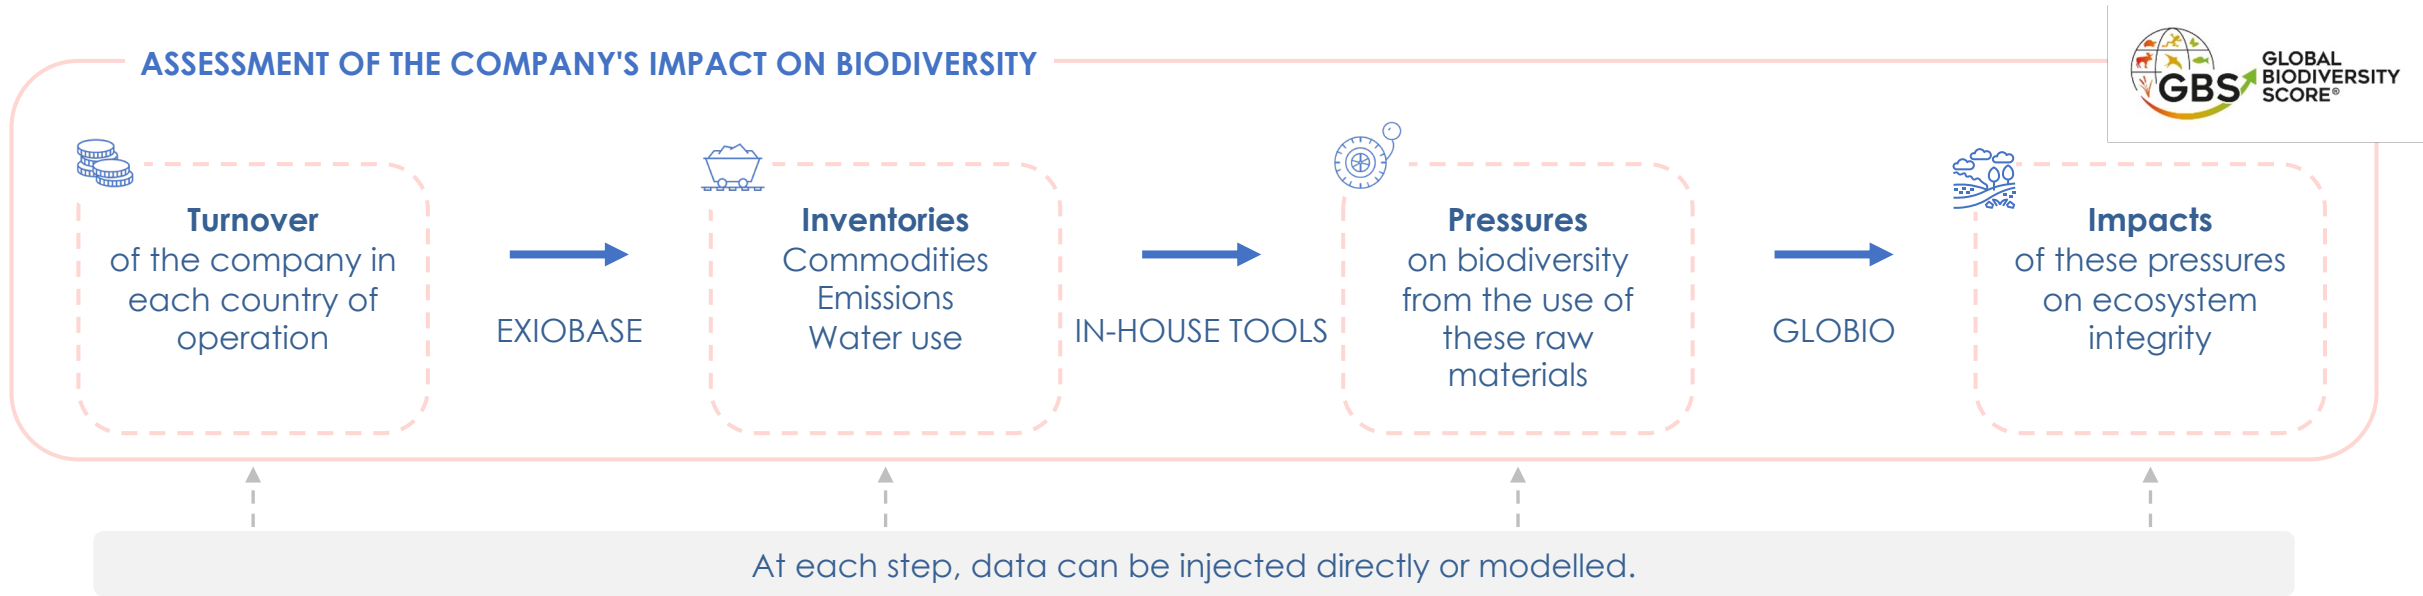 ASSESSMENT OF THE COMPANY'S IMPACT ON BIODIVERSITY
GBS
GLOBAL
BIODIVERSITY
SCORE®
Turnover
of the company in
each country of
operation
EXIOBASE
Inventories
Commodities
Emissions
Water use
IN-HOUSE TOOLS
Pressures
on biodiversity
from the use of
these raw
materials
GLOBIO
Impacts
of these pressures
on ecosystem
integrity
At each step, data can be injected directly or modelled.